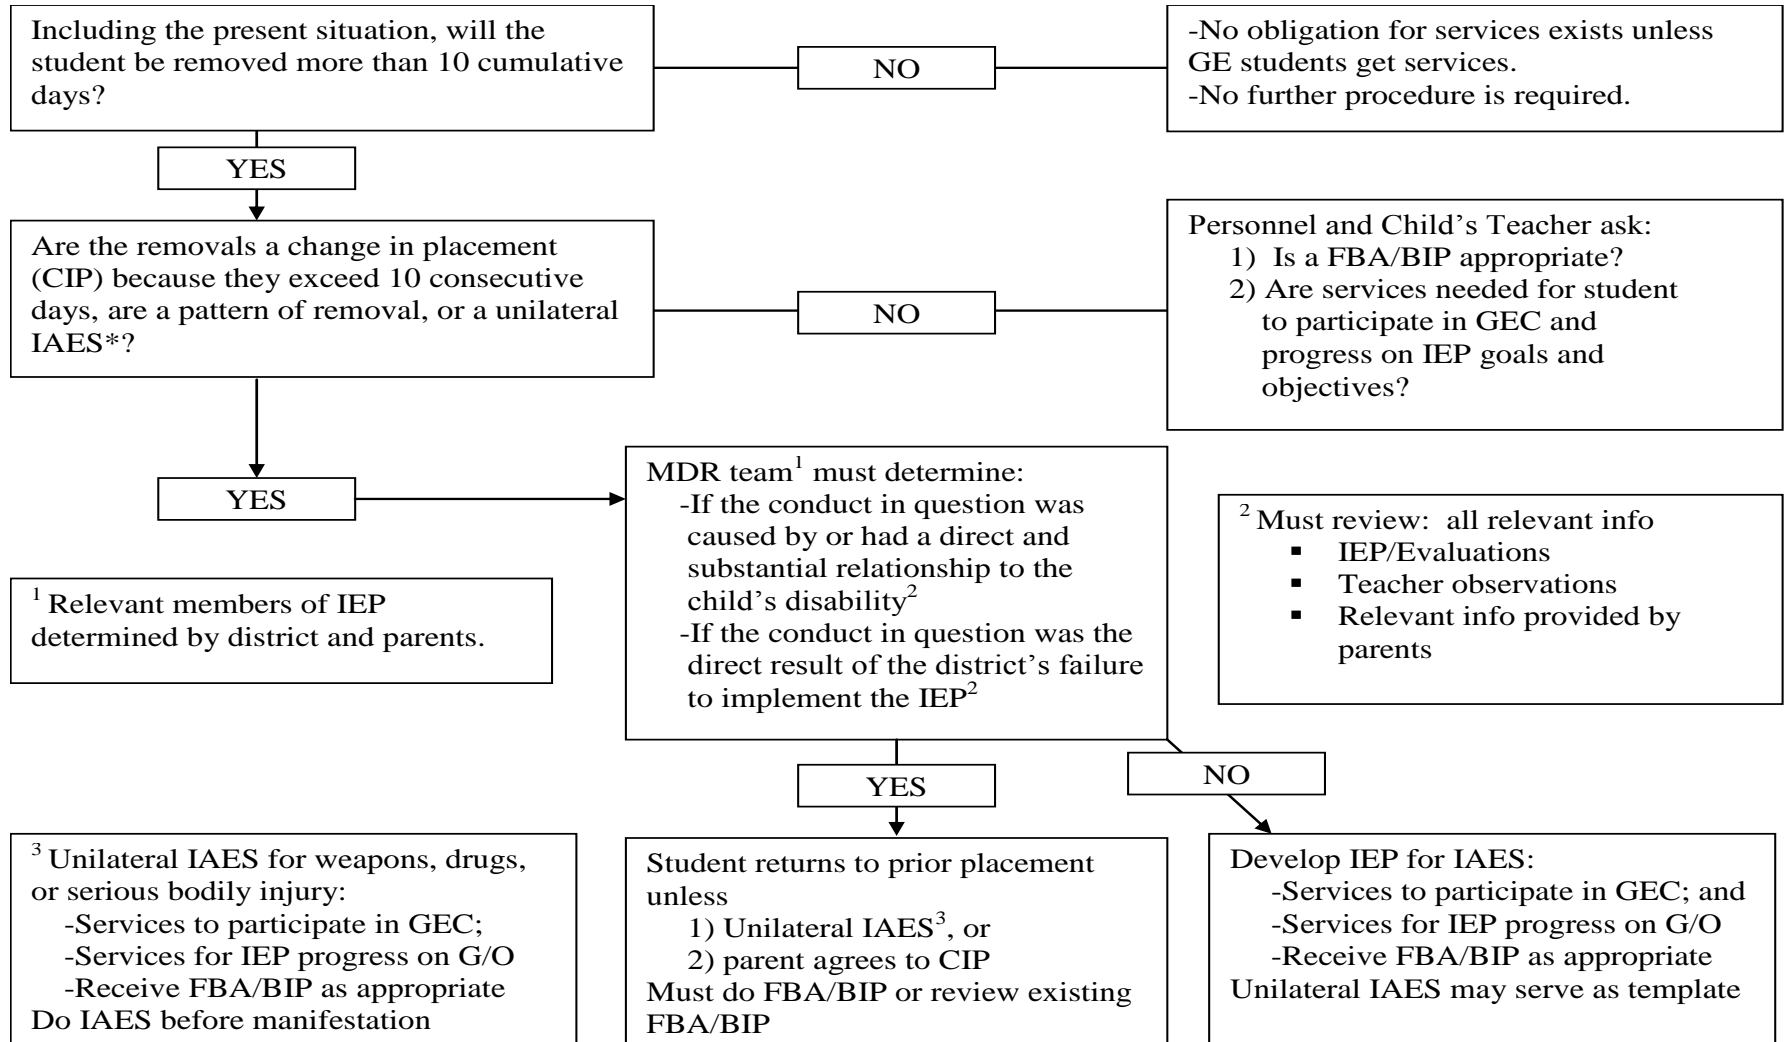 Including the present situation, will the
student be removed more than 10 cumulative
days?
NO
-No obligation for services exists unless
GE students get services.
-No further procedure is required.
YES
Are the removals a change in placement
(CIP) because they exceed 10 consecutive
days, are a pattern of removal, or a unilateral
IAES*?
NO
Personnel and Child’s Teacher ask:
1) Is a FBA/BIP appropriate?
2) Are services needed for student
to participate in GEC and
progress on IEP goals and
objectives?
YES
MDR team¹ must determine:
-If the conduct in question was
caused by or had a direct and
substantial relationship to the
child’s disability²
-If the conduct in question was the
direct result of the district’s failure
to implement the IEP²
² Must review: all relevant info
▪ IEP/Evaluations
▪ Teacher observations
▪ Relevant info provided by
parents
¹ Relevant members of IEP
determined by district and parents.
YES
NO
³ Unilateral IAES for weapons, drugs,
or serious bodily injury:
-Services to participate in GEC;
-Services for IEP progress on G/O
-Receive FBA/BIP as appropriate
Do IAES before manifestation
Student returns to prior placement
unless
1) Unilateral IAES³, or
2) parent agrees to CIP
Must do FBA/BIP or review existing
FBA/BIP
Develop IEP for IAES:
-Services to participate in GEC; and
-Services for IEP progress on G/O
-Receive FBA/BIP as appropriate
Unilateral IAES may serve as template